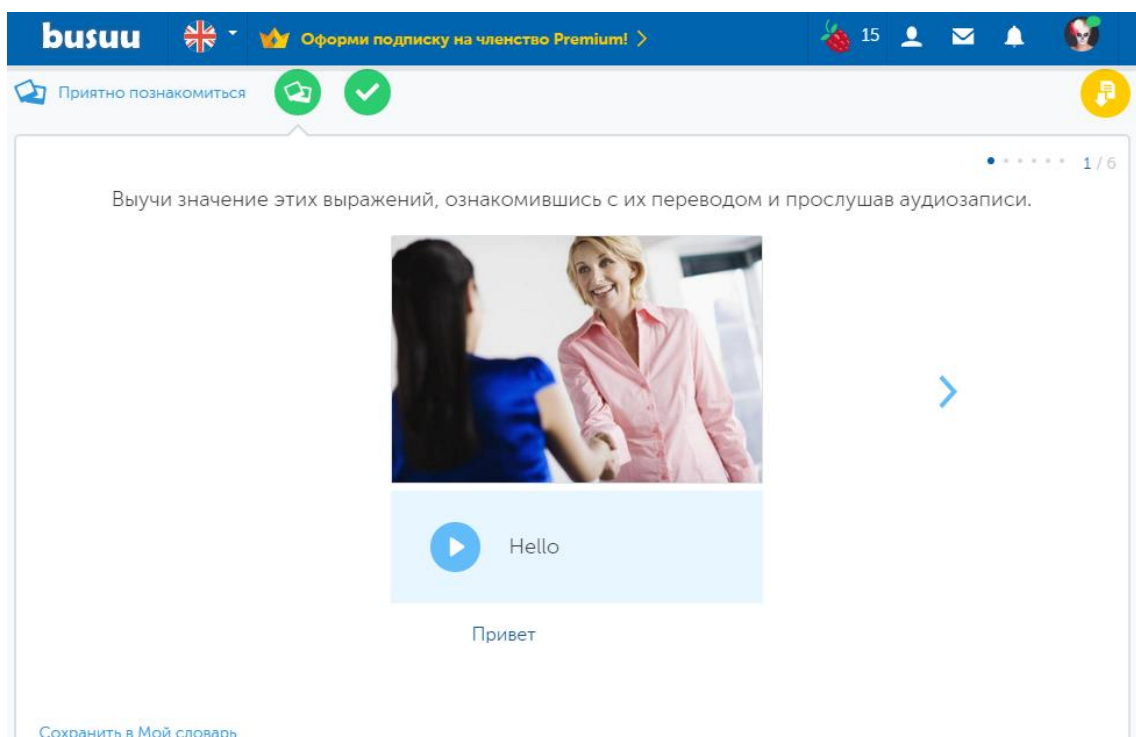 busuu
Оформи подписку на членство Premium! >
15
Приятно познакомиться
1 / 6
Выучи значение этих выражений, ознакомившись с их переводом и прослушав аудиозаписи.
Hello
Привет
Сохранить в Мой словарь